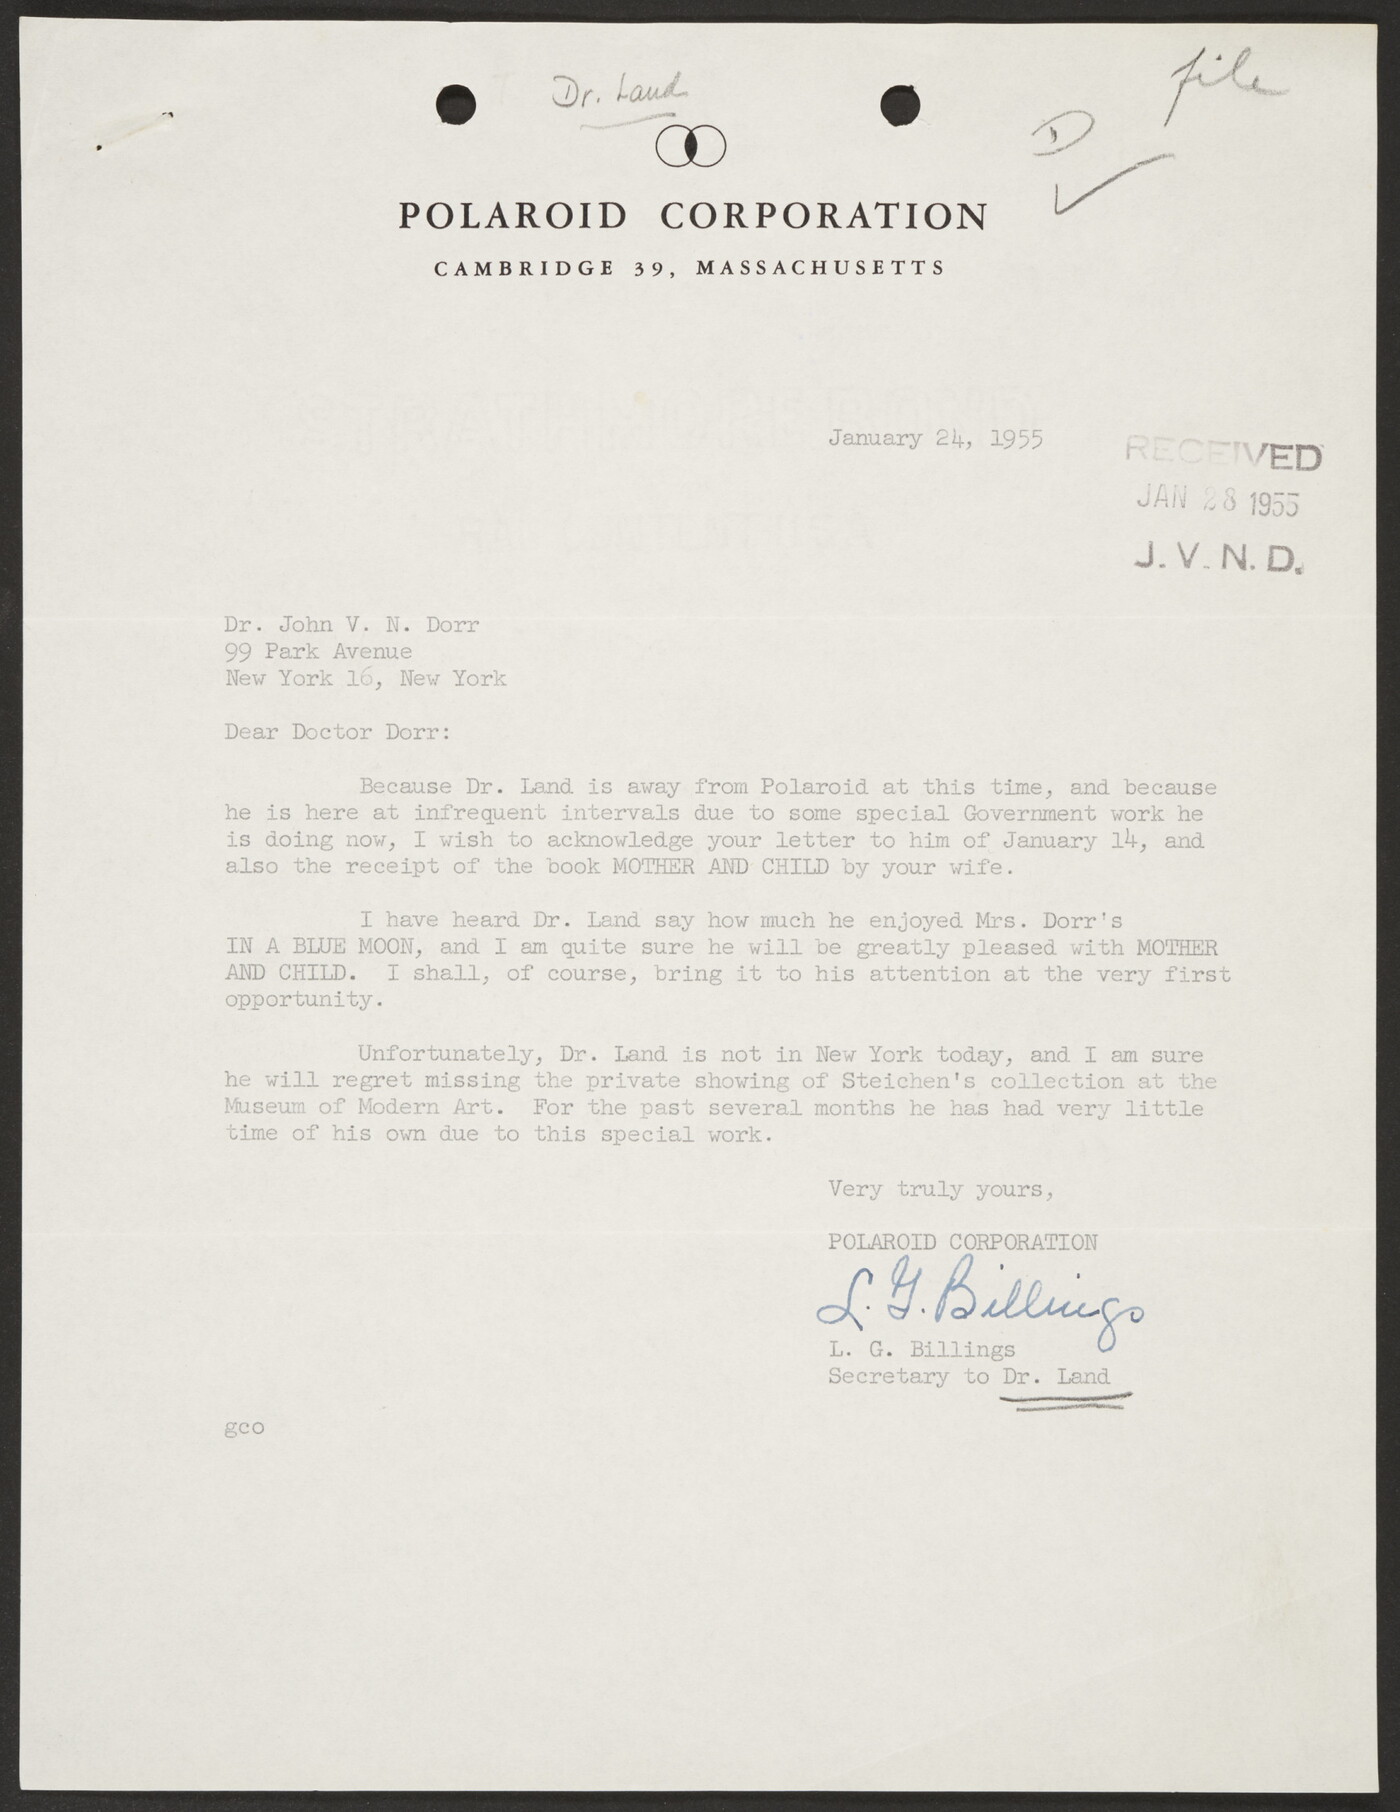 Dr. Land
file
D
POLAROID CORPORATION
CAMBRIDGE 39, MASSACHUSETTS
January 24, 1955
RECEIVED
JAN 28 1955
J. V. N. D.
Dr. John V. N. Dorr
99 Park Avenue
New York 16, New York
Dear Doctor Dorr:
Because Dr. Land is away from Polaroid at this time, and because
he is here at infrequent intervals due to some special Government work he
is doing now, I wish to acknowledge your letter to him of January 14, and
also the receipt of the book MOTHER AND CHILD by your wife.
I have heard Dr. Land say how much he enjoyed Mrs. Dorr's
IN A BLUE MOON, and I am quite sure he will be greatly pleased with MOTHER
AND CHILD. I shall, of course, bring it to his attention at the very first
opportunity.
Unfortunately, Dr. Land is not in New York today, and I am sure
he will regret missing the private showing of Steichen's collection at the
Museum of Modern Art. For the past several months he has had very little
time of his own due to this special work.
Very truly yours,
POLAROID CORPORATION
L. G. Billings
L. G. Billings
Secretary to Dr. Land
gco